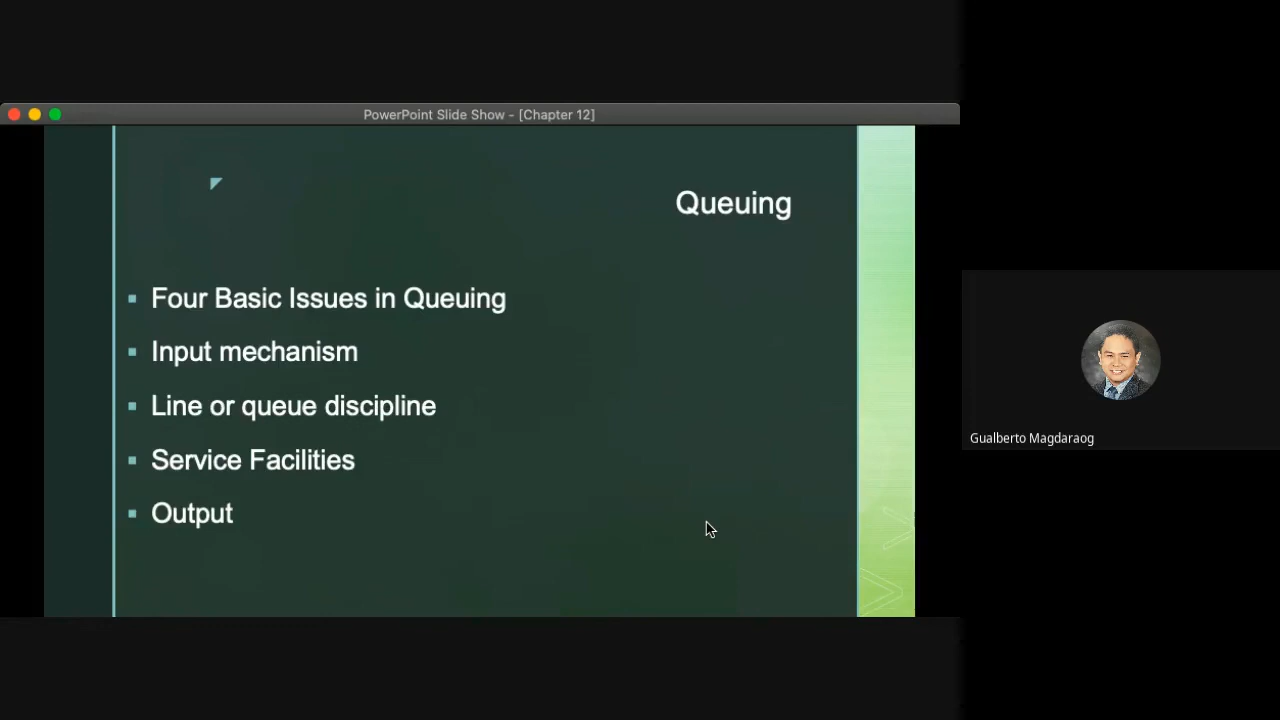 PowerPoint Slide Show - [Chapter 12]
Queuing
Four Basic Issues in Queuing
Input mechanism
Line or queue discipline
Service Facilities
Output
Gualberto Magdaraog